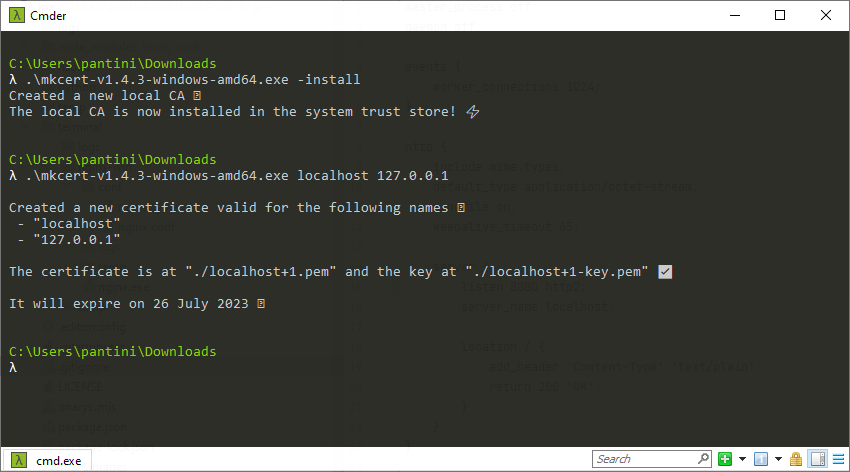 Cmder
C:\Users\pantini\Downloads
λ .\mkcert-v1.4.3-windows-amd64.exe -install
Created a new local CA
The local CA is now installed in the system trust store! ⚡
C:\Users\pantini\Downloads
λ .\mkcert-v1.4.3-windows-amd64.exe localhost 127.0.0.1
Created a new certificate valid for the following names
- "localhost"
- "127.0.0.1"
The certificate is at "./localhost+1.pem" and the key at "./localhost+1-key.pem" ✅
It will expire on 26 July 2023
C:\Users\pantini\Downloads
λ
cmd.exe
Search